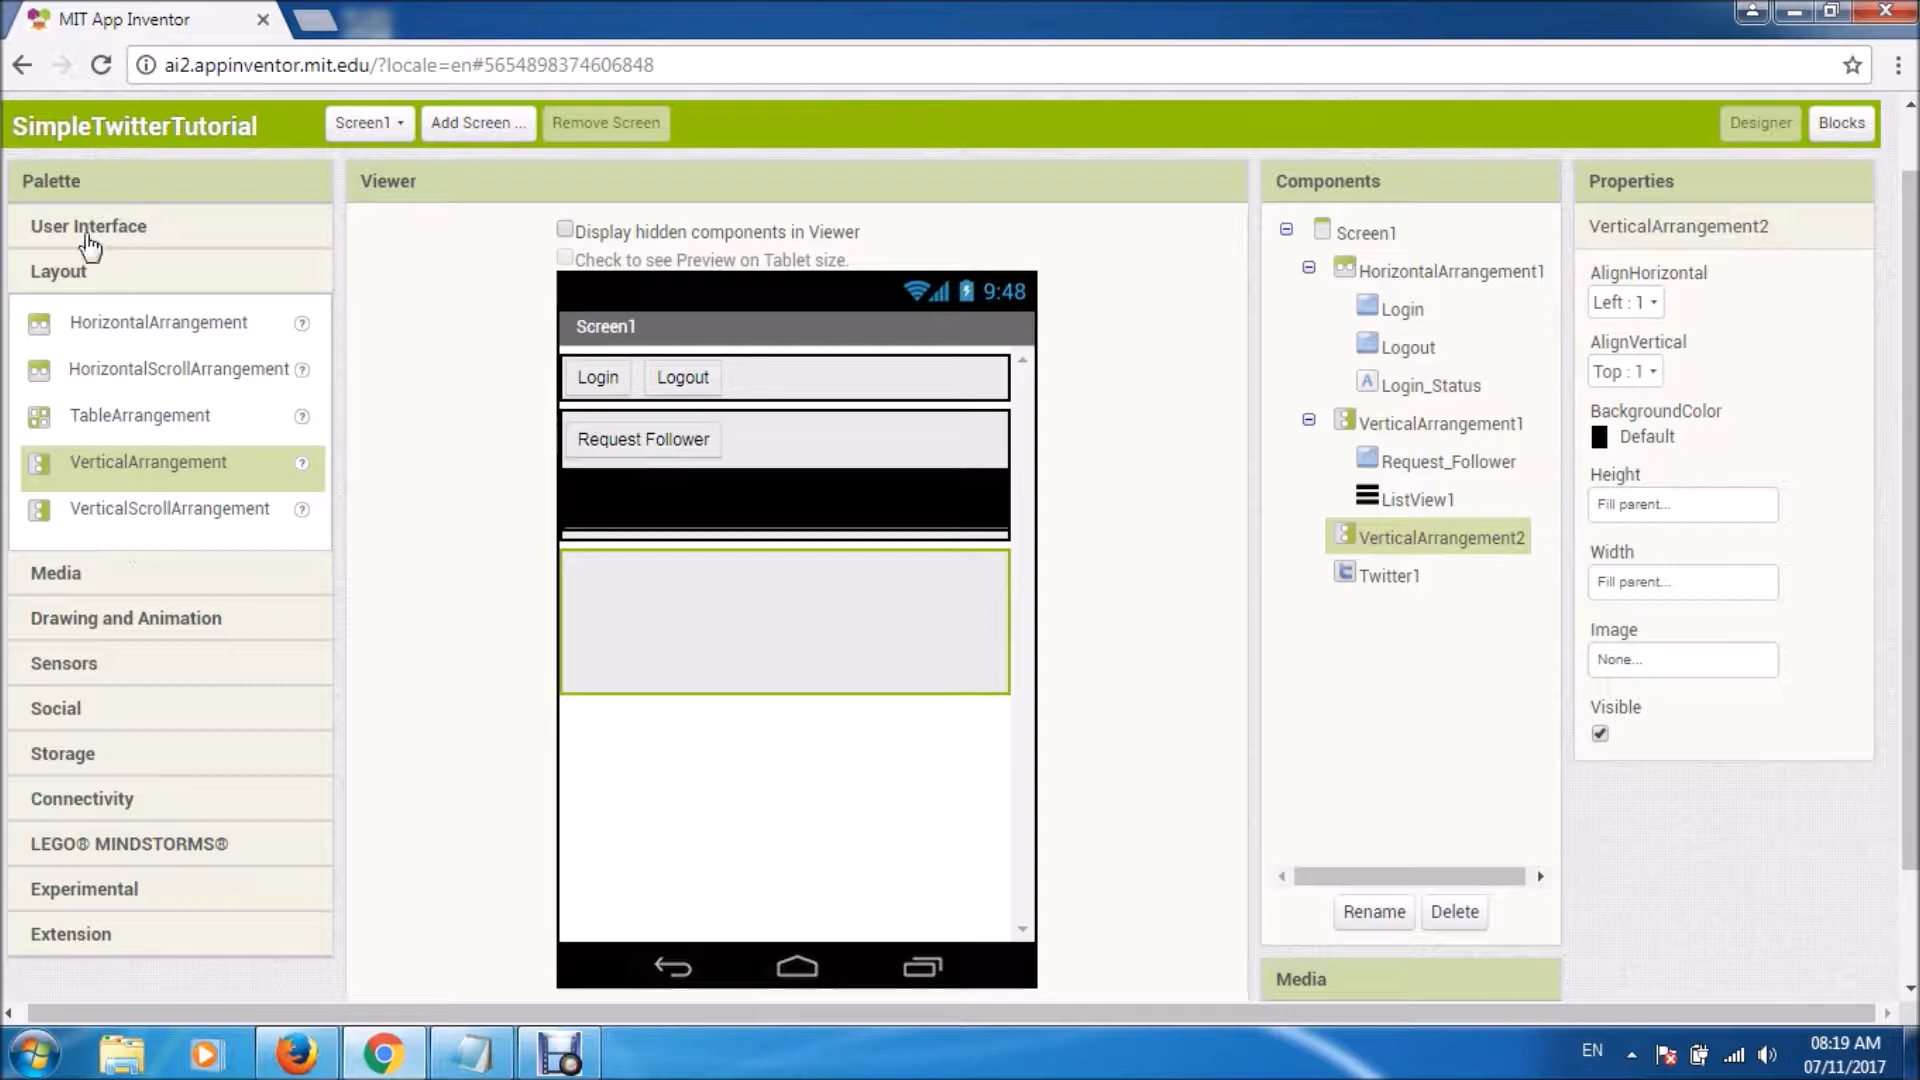 MIT App Inventor
ai2.appinventor.mit.edu/?locale=en#5654898374606848
SimpleTwitterTutorial
Screen1
Add Screen ...
Remove Screen
Designer
Blocks
Palette
User Interface
Layout
HorizontalArrangement
HorizontalScrollArrangement
TableArrangement
VerticalArrangement
VerticalScrollArrangement
Media
Drawing and Animation
Sensors
Social
Storage
Connectivity
LEGO® MINDSTORMS®
Experimental
Extension
Viewer
Display hidden components in Viewer
Check to see Preview on Tablet size.
9:48
Screen1
Login
Logout
Request Follower
Components
Screen1
HorizontalArrangement1
Login
Logout
Login_Status
VerticalArrangement1
Request_Follower
ListView1
VerticalArrangement2
Twitter1
Rename
Delete
Media
Properties
VerticalArrangement2
AlignHorizontal
Left : 1
AlignVertical
Top : 1
BackgroundColor
Default
Height
Fill parent...
Width
Fill parent...
Image
None...
Visible
EN
08:19 AM
07/11/2017